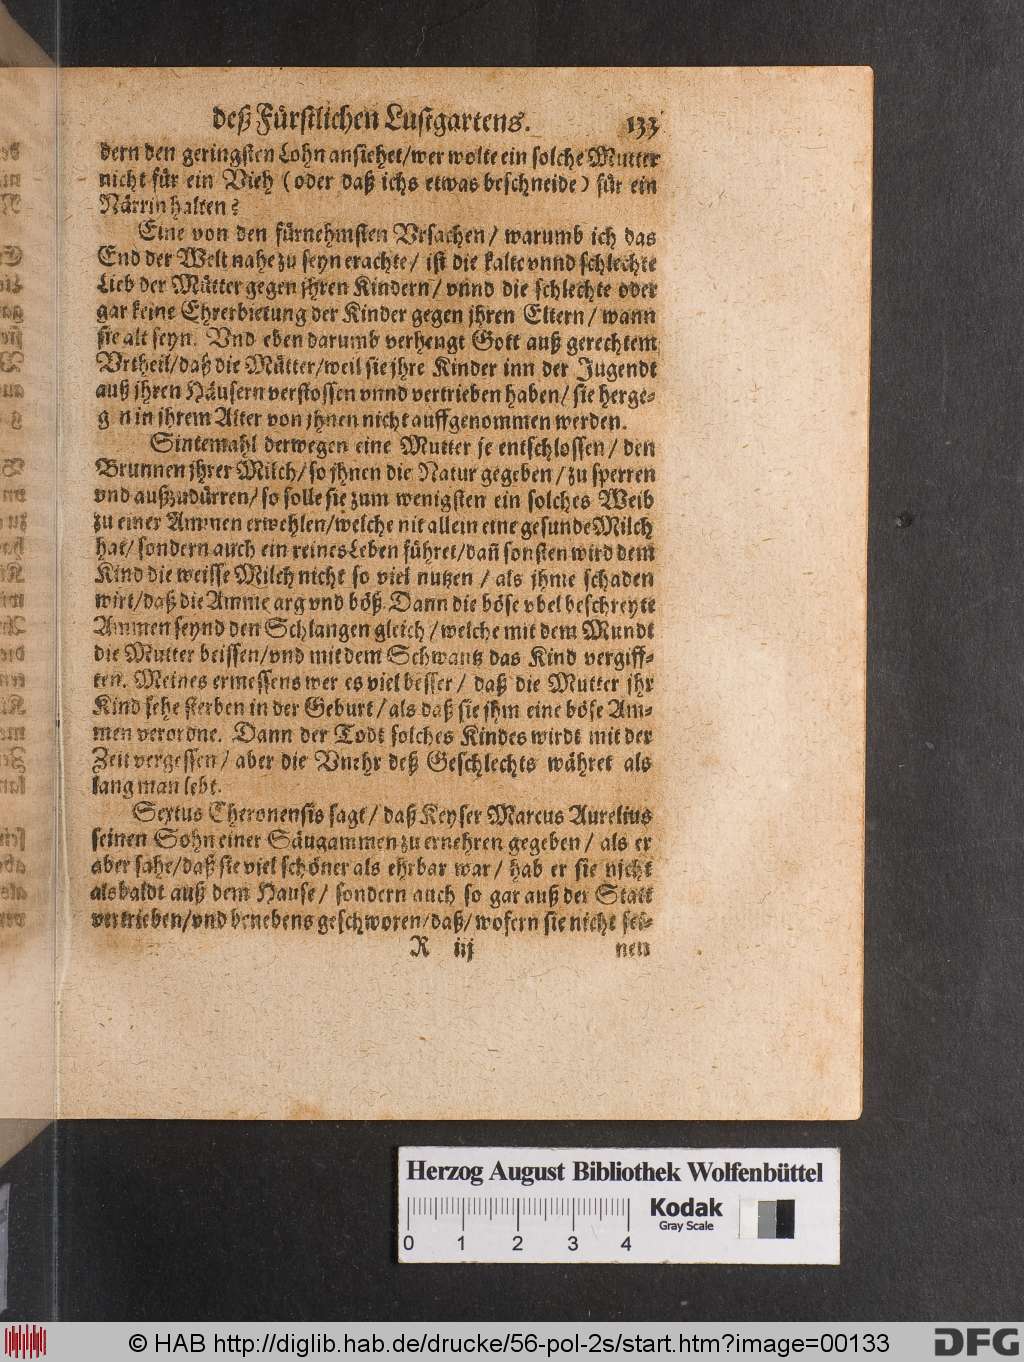 deß Fürstlichen Lustgartens. 133
dern den geringsten Lohn ansiehet/wer wolte ein solche Mutter
nicht für ein Vieh (oder daß ichs etwas beschneide) für ein
Närrin halten?
Eine von den fürnehmsten Vrsachen/ warumb ich das
End der Welt nahe zu seyn erachte/ ist die kalte vnnd schlechte
Lieb der Mütter gegen jhren Kindern/ vnnd die schlechte oder
gar keine Ehrerbietung der Kinder gegen jhren Eltern/ wann
sie alt seyn. Vnd eben darumb verhengt Gott auß gerechtem
Vrtheil/daß die Mütter/weil sie jhre Kinder inn der Jugendt
auß jhren Häusern verstossen vnnd vertrieben haben/ sie herge-
g n in jhrem Alter von jhnen nicht auffgenommen werden.
Sintemahl derwegen eine Mutter je entschlossen/ den
Brunnen jhrer Milch/ so jhnen die Natur gegeben/ zu sperren
vnd außzudürren/ so solle sie zum wenigsten ein solches Weib
zu einer Ammen erwehlen/welche nit allein eine gesunde Milch
hat/ sondern auch ein reines Leben führet/dañ sonsten wird dem
Kind die weisse Milch nicht so viel nutzen/ als jhme schaden
wirt/daß die Amme arg vnd böß. Dann die böse vbel beschreyte
Ammen seynd den Schlangen gleich/ welche mit dem Mundt
die Mutter beissen/vnd mit dem Schwantz das Kind vergiff-
ten. Meines ermessens wer es viel besser/ daß die Mutter jhr
Kind sehe sterben in der Geburt/ als daß sie jhm eine böse Am-
men verordne. Dann der Todt solches Kindes wirdt mit der
Zeit vergessen/ aber die Vnehr deß Geschlechts währet als
lang man lebt.
Sextus Cheronensis sagt/ daß Keyser Marcus Aurelius
seinen Sohn einer Säugammen zu ernehren gegeben/ als er
aber sahe/daß sie viel schöner als ehrbar war/ hab er sie nicht
alsbaldt auß dem Hause/ sondern auch so gar auß der Statt
vertrieben/vnd benebens geschworen/daß/wofern sie nicht sei-
R iij nen
Herzog August Bibliothek Wolfenbüttel
Kodak
Gray Scale
0 1 2 3 4
© HAB http://diglib.hab.de/drucke/56-pol-2s/start.htm?image=00133
DFG